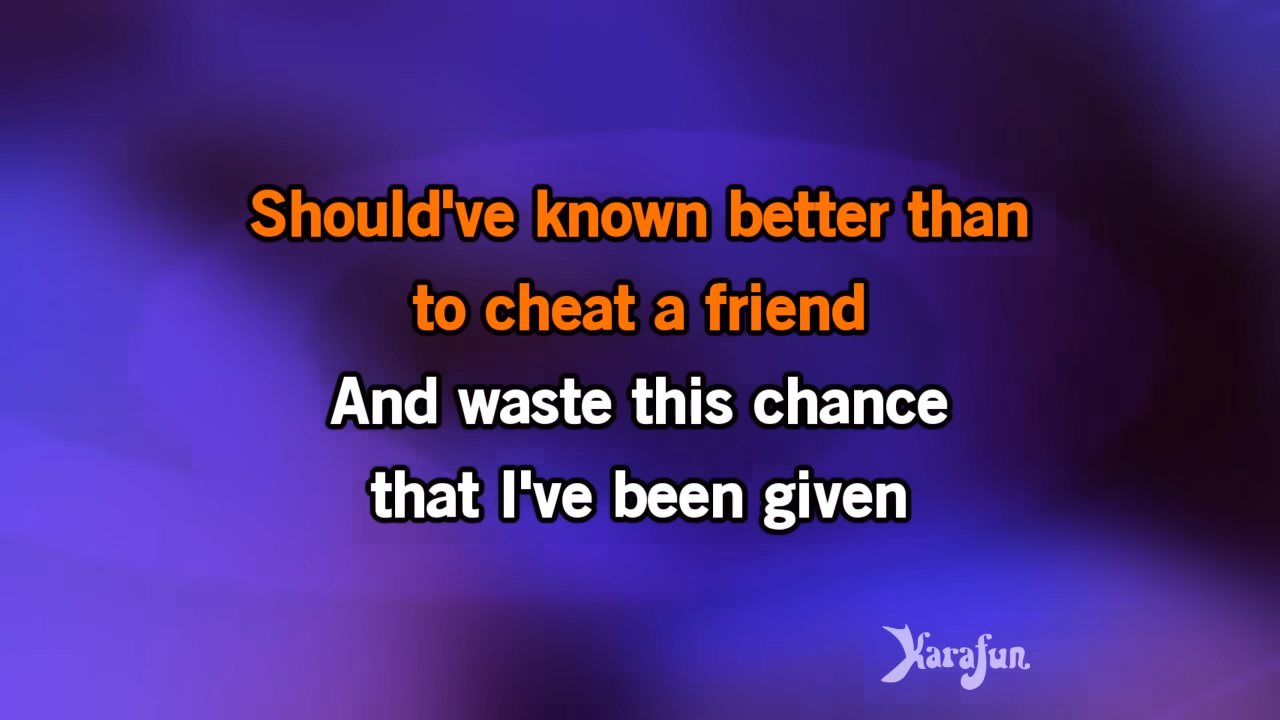 Should've known better than
to cheat a friend
And waste this chance
that I've been given
Karafun